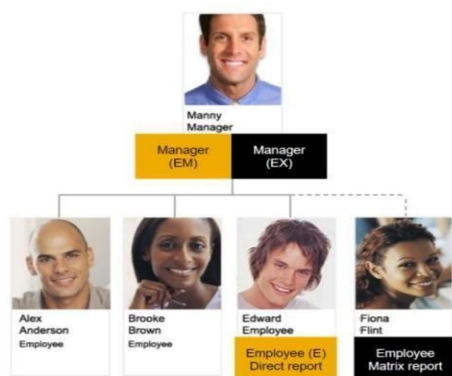 Manny
Manager
Manager
(EM)
Manager
(EX)
Alex
Anderson
Employee
Brooke
Brown
Employee
Edward
Employee
Employee (E)
Direct report
Fiona
Flint
Employee
Matrix report